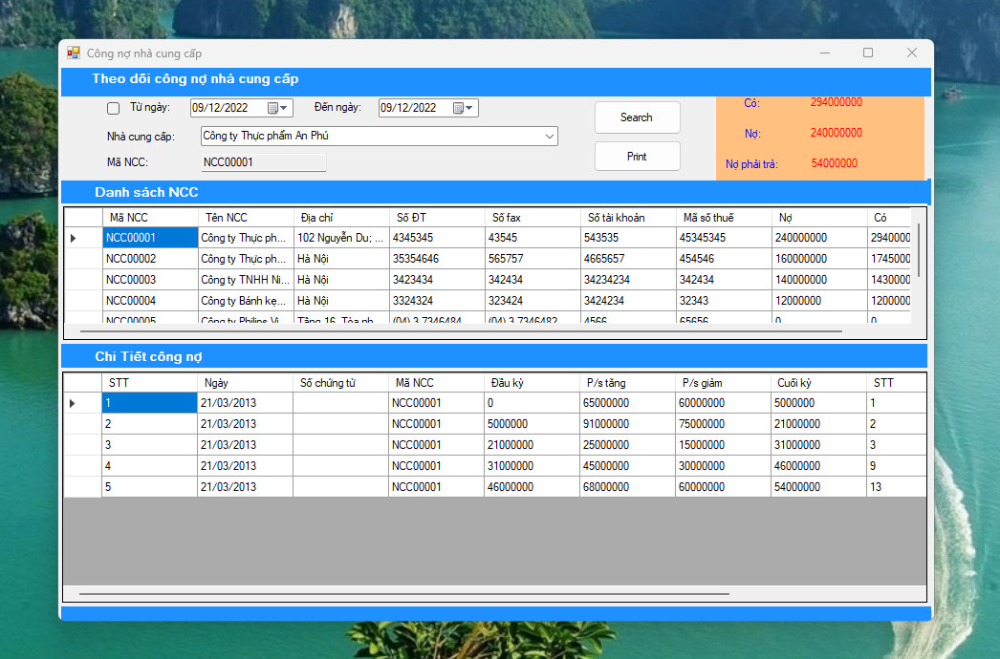 Công nợ nhà cung cấp
Theo dõi công nợ nhà cung cấp
Từ ngày: 09/12/2022 Đến ngày: 09/12/2022
Search
Có: 294000000
Nhà cung cấp: Công ty Thực phẩm An Phú
Nợ: 240000000
Mã NCC: NCC00001
Print
Nợ phải trả: 54000000
Danh sách NCC
Mã NCC Tên NCC Địa chỉ Số ĐT Số fax Số tài khoản Mã số thuế Nợ Có
NCC00001 Công ty Thực ph... 102 Nguyễn Du; ... 4345345 43545 543535 45345345 240000000 2940000
NCC00002 Công ty Thực ph... Hà Nội 35354646 565757 4665657 454546 160000000 1745000
NCC00003 Công ty TNHH Ni... Hà Nội 3423434 342434 34234234 342434 140000000 1430000
NCC00004 Công ty Bánh kẹ... Hà Nội 3324324 323424 3424234 32343 12000000 1200000
NCC00005 Công ty Philips Vi... Tầng 16, Tòa nh... (04) 3.7346484 (04) 3.7346482 4566 65656 0 0
Chi Tiết công nợ
STT Ngày Số chứng từ Mã NCC Đầu kỳ P/s tăng P/s giảm Cuối kỳ STT
1 21/03/2013 NCC00001 0 65000000 60000000 5000000 1
2 21/03/2013 NCC00001 5000000 91000000 75000000 21000000 2
3 21/03/2013 NCC00001 21000000 25000000 15000000 31000000 3
4 21/03/2013 NCC00001 31000000 45000000 30000000 46000000 9
5 21/03/2013 NCC00001 46000000 68000000 60000000 54000000 13